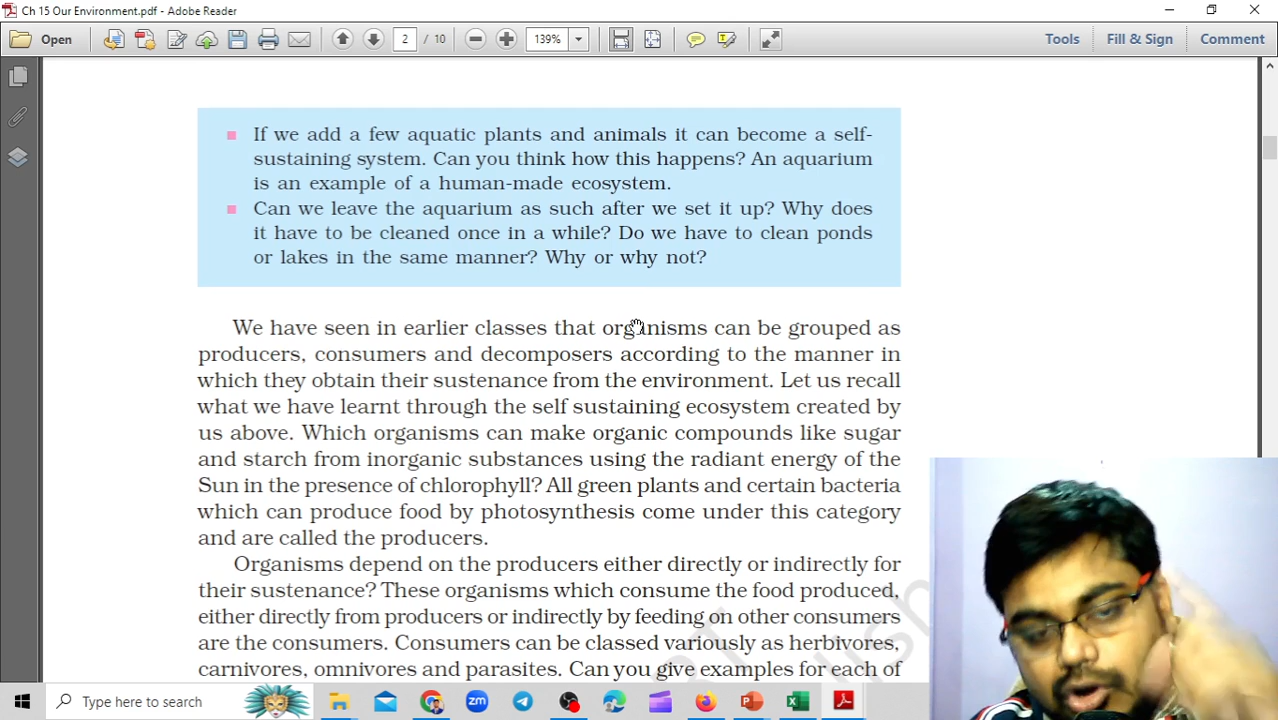 Ch 15 Our Environment.pdf - Adobe Reader
Open
2 / 10
139%
Tools
Fill & Sign
Comment
If we add a few aquatic plants and animals it can become a self-
sustaining system. Can you think how this happens? An aquarium
is an example of a human-made ecosystem.
Can we leave the aquarium as such after we set it up? Why does
it have to be cleaned once in a while? Do we have to clean ponds
or lakes in the same manner? Why or why not?
We have seen in earlier classes that organisms can be grouped as
producers, consumers and decomposers according to the manner in
which they obtain their sustenance from the environment. Let us recall
what we have learnt through the self sustaining ecosystem created by
us above. Which organisms can make organic compounds like sugar
and starch from inorganic substances using the radiant energy of the
Sun in the presence of chlorophyll? All green plants and certain bacteria
which can produce food by photosynthesis come under this category
and are called the producers.
Organisms depend on the producers either directly or indirectly for
their sustenance? These organisms which consume the food produced,
either directly from producers or indirectly by feeding on other consumers
are the consumers. Consumers can be classed variously as herbivores,
carnivores, omnivores and parasites. Can you give examples for each of
Type here to search
zm